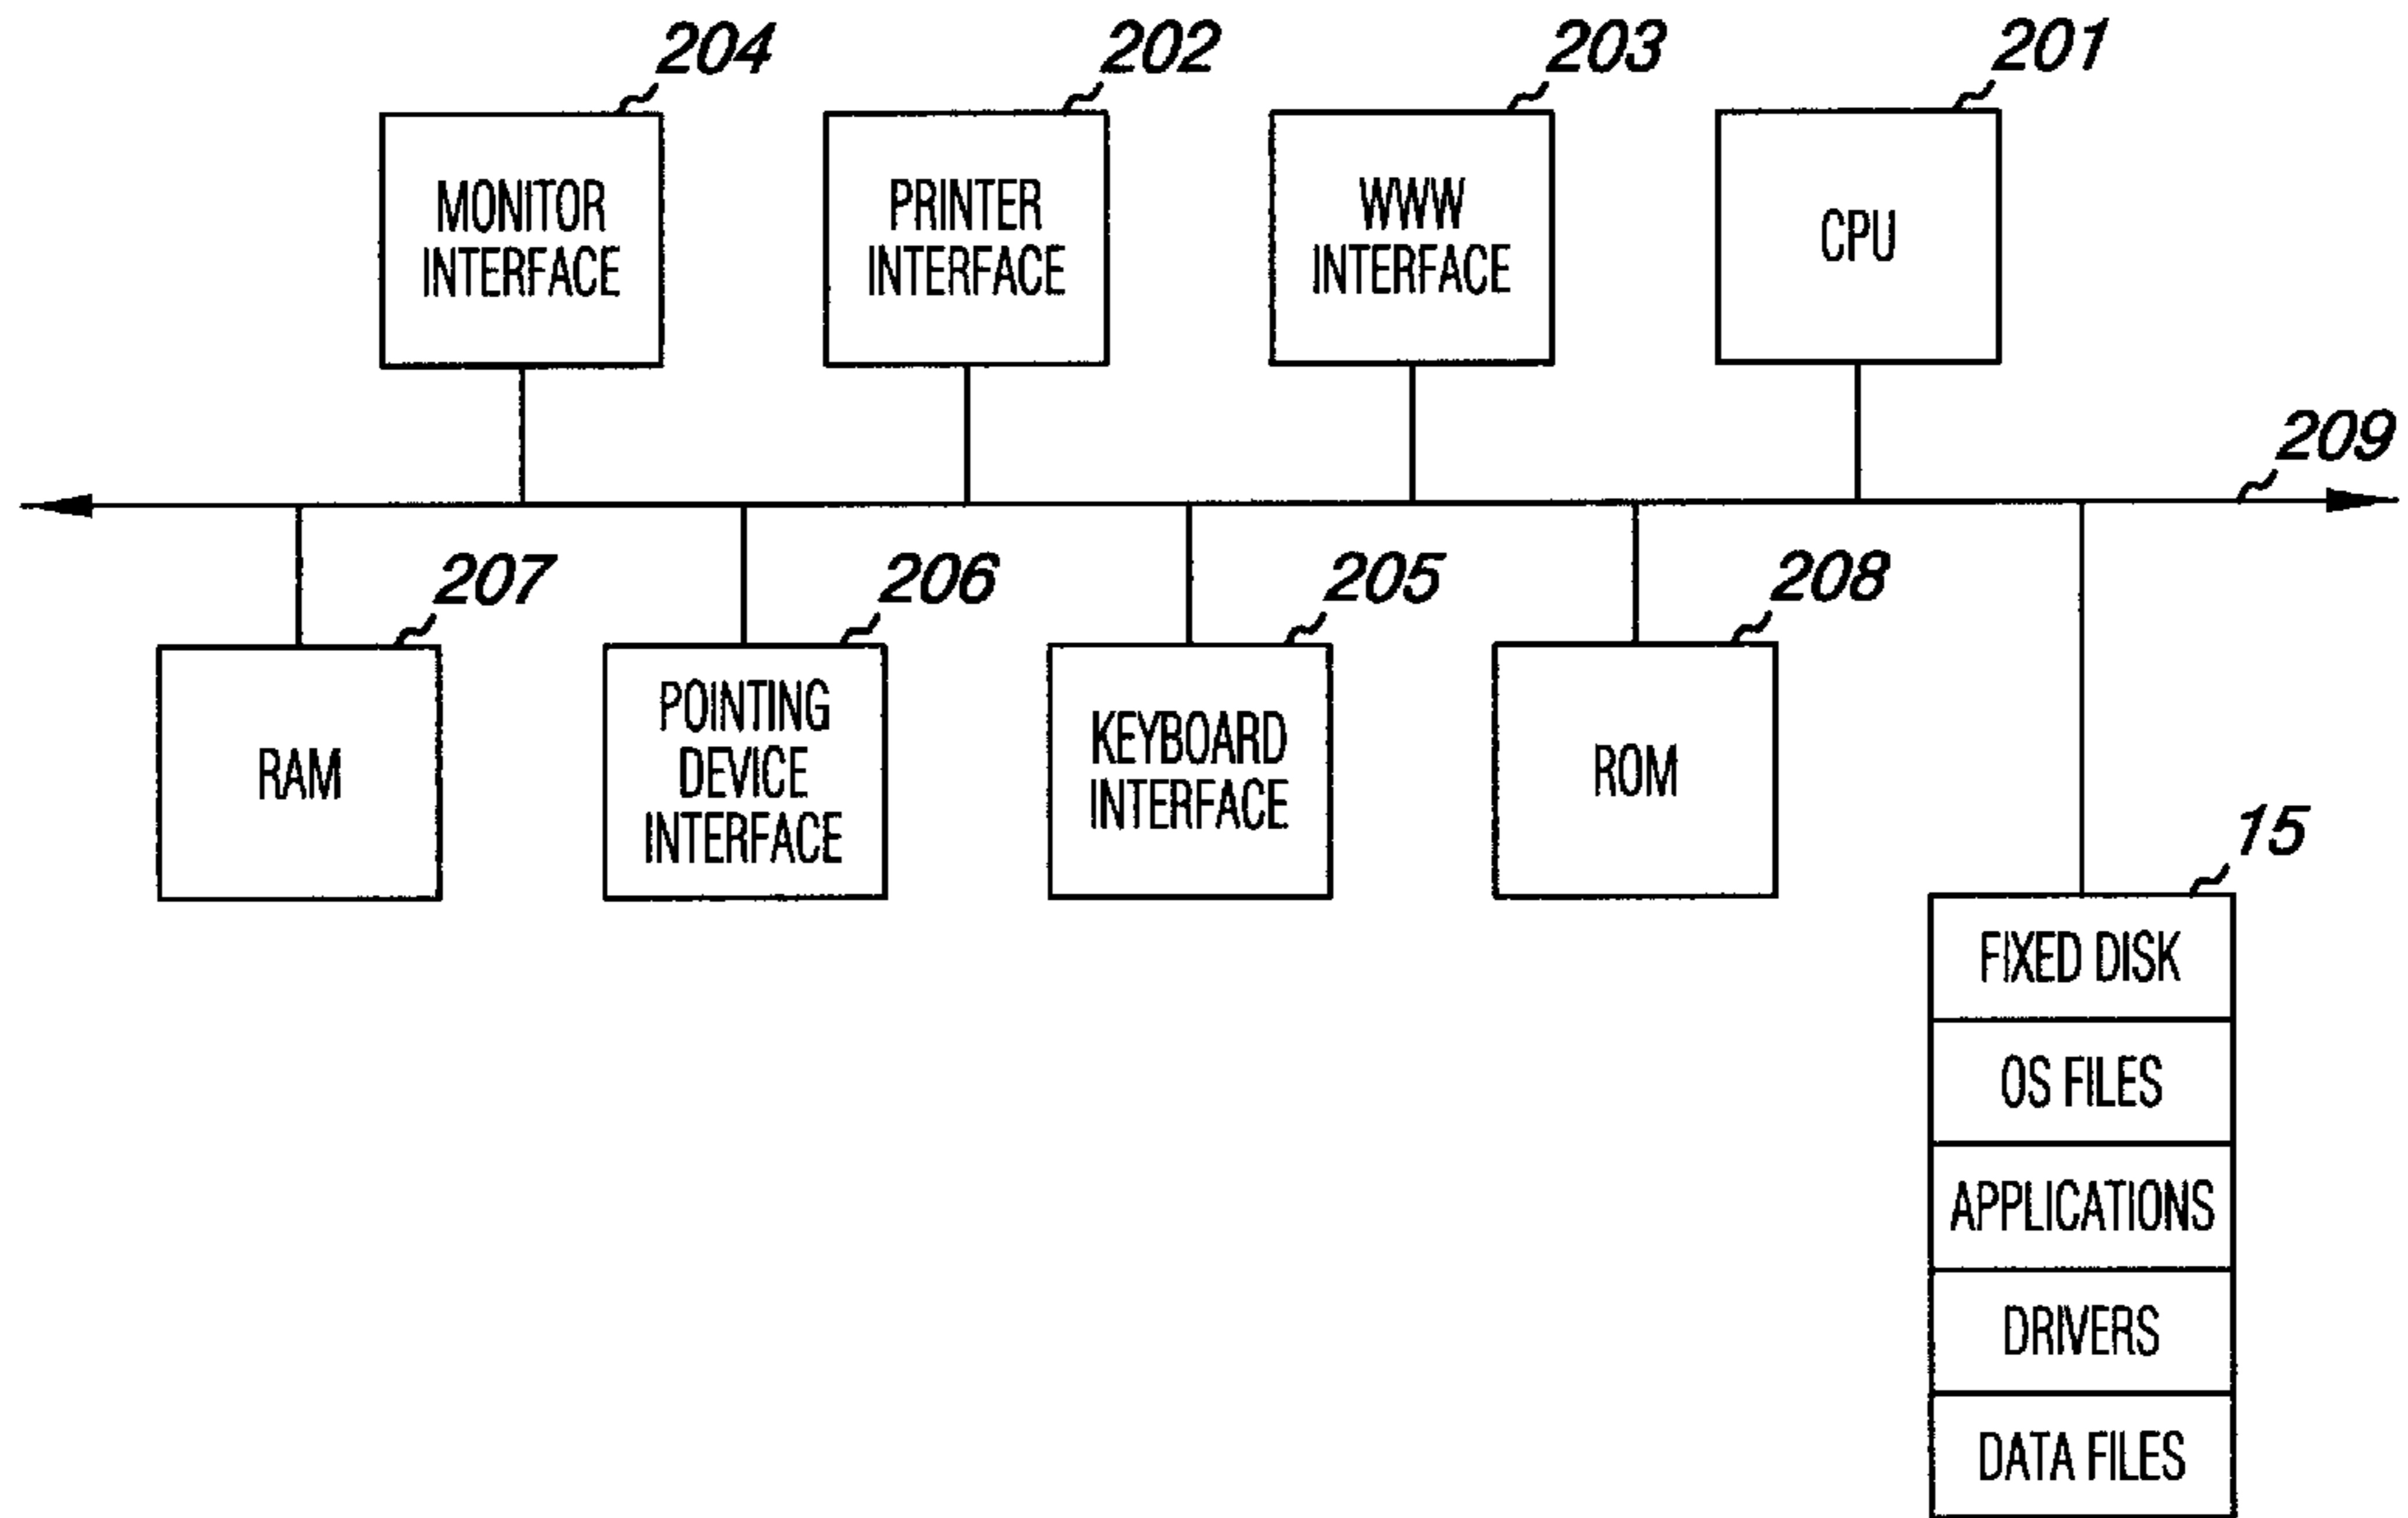 204
202
203
201
MONITOR
INTERFACE
PRINTER
INTERFACE
WWW
INTERFACE
CPU
209
207
206
205
208
RAM
POINTING
DEVICE
INTERFACE
KEYBOARD
INTERFACE
ROM
15
FIXED DISK
OS FILES
APPLICATIONS
DRIVERS
DATA FILES